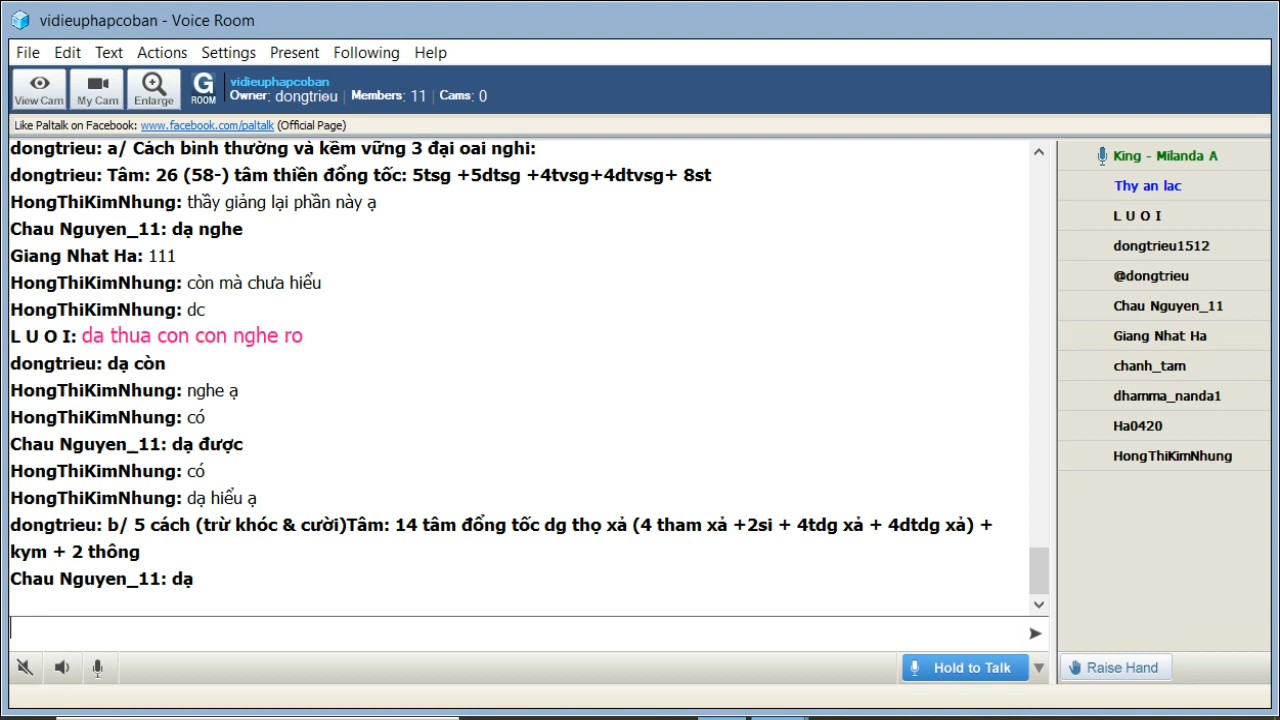 vidieuphapcoban - Voice Room
File Edit Text Actions Settings Present Following Help
View Cam My Cam Enlarge G ROOM
vidieuphapcoban
Owner: dongtrieu | Members: 11 | Cams: 0
Like Paltalk on Facebook: www.facebook.com/paltalk (Official Page)
dongtrieu: a/ Cách bình thường và kềm vững 3 đại oai nghi:
dongtrieu: Tâm: 26 (58-) tâm thiền đổng tốc: 5tsg +5dtsg +4tvsg+4dtvsg+ 8st
HongThiKimNhung: thầy giảng lại phần này ạ
Chau Nguyen_11: dạ nghe
Giang Nhat Ha: 111
HongThiKimNhung: còn mà chưa hiểu
HongThiKimNhung: dc
L U O I: da thua con con nghe ro
dongtrieu: dạ còn
HongThiKimNhung: nghe ạ
HongThiKimNhung: có
Chau Nguyen_11: dạ được
HongThiKimNhung: có
HongThiKimNhung: dạ hiểu ạ
dongtrieu: b/ 5 cách (trừ khóc & cười)Tâm: 14 tâm đổng tốc dg thọ xả (4 tham xả +2si + 4tdg xả + 4dtdg xả) +
kym + 2 thông
Chau Nguyen_11: dạ
King - Milanda A
Thy an lac
L U O I
dongtrieu1512
@dongtrieu
Chau Nguyen_11
Giang Nhat Ha
chanh_tam
dhamma_nanda1
Ha0420
HongThiKimNhung
Hold to Talk
Raise Hand